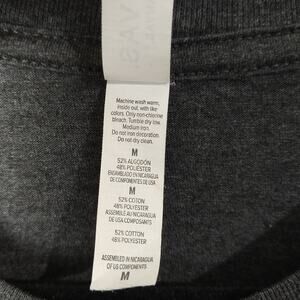 Machine wash warm,
inside out, with like
colors. Only non-chlorine
bleach. Tumble dry low.
Medium iron.
Do not iron decoration.
Do not dry clean.
M
52% ALGODÓN
48% POLIÉSTER
ENSAMBLADO EN NICARAGUA
DE COMPONENTES DE USA
M
52% COTON
48% POLYESTER
ASSEMBLÉ AU NICARAGUA
DE USA COMPOSANTS
52% COTTON
48% POLYESTER
ASSEMBLED IN NICARAGUA
OF US COMPONENTS
M